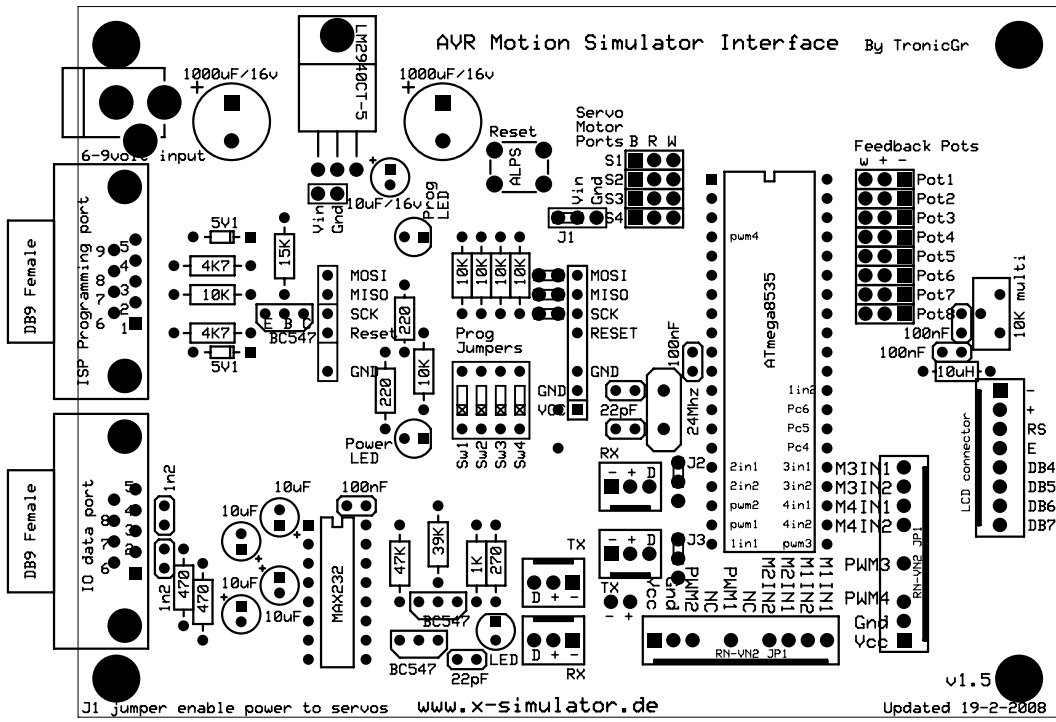 AVR Motion Simulator Interface By TronicGr
1000uF/16v
LM2940CT-5
1000uF/16v
6-9volt input
Reset
ALPS
Servo
Motor
Ports B R W
S1
S2
S3
S4
Vin
Gnd
J1
Feedback Pots
w + -
Pot1
Pot2
Pot3
Pot4
Pot5
Pot6
Pot7
Pot8
10uF/16v
Vin
Gnd
Prog
LED
DB9 Female
ISP Programming port
9 5
4
8
3
7
2
6 1
5V1
4K7
10K
4K7
5V1
15K
E B C
BC547
MOSI
MISO
SCK
Reset
GND
220
220
10K
Power
LED
10K
10K
10K
10K
Prog
Jumpers
Sw1
Sw2
Sw3
Sw4
MOSI
MISO
SCK
RESET
GND
GND
VCC
22pF
100nF
24Mhz
ATmega8535
pwm4
1in2
Pc6
Pc5
Pc4
2in1 3in1
2in2 3in2
pwm2 4in1
pwm1 4in2
1in1 pwm3
100nF
10K multi
100nF
10uH
LCD connector
-
+
RS
E
DB4
DB5
DB6
DB7
M3IN1
M3IN2
M4IN1
M4IN2
PWM3
PWM4
Gnd
Vcc
RN-VN2 JP1
DB9 Female
IO data port
5
4
8
3
7
2
6
1n2
1n2
470
470
10uF
10uF
10uF
10uF
100nF
MAX232
47K
39K
1K
270
BC547
BC547
22pF
LED
RX
- + D
J2
TX
- + D
J3
TX
D + -
D + -
RX
- +
Vcc
Gnd
PWM2
NC
PWM1
NC
M2IN2
M2IN1
M1IN2
M1IN1
RN-VN2 JP1
v1.5
J1 jumper enable power to servos www.x-simulator.de Updated 19-2-2008